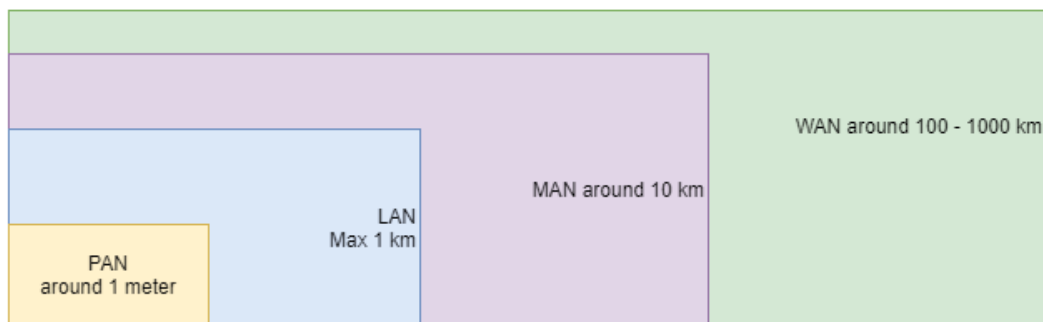 WAN around 100 - 1000 km
MAN around 10 km
LAN
Max 1 km
PAN
around 1 meter